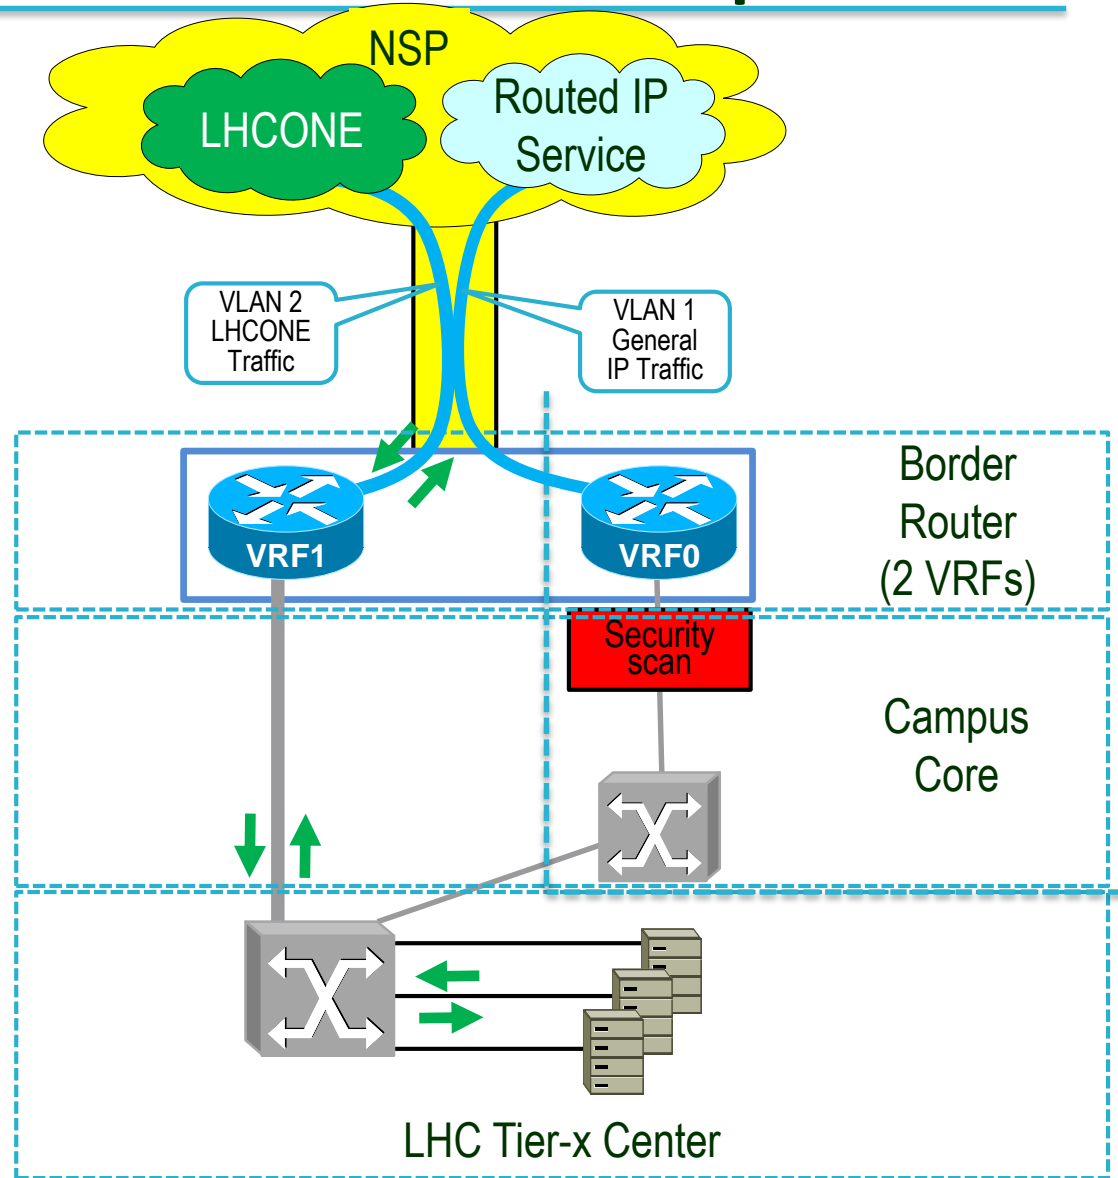 NSP
LHCONE
Routed IP
Service
VLAN 2
LHCONE
Traffic
VLAN 1
General
IP Traffic
VRF1
VRF0
Border
Router
(2 VRFs)
Security
scan
Campus
Core
LHC Tier-x Center